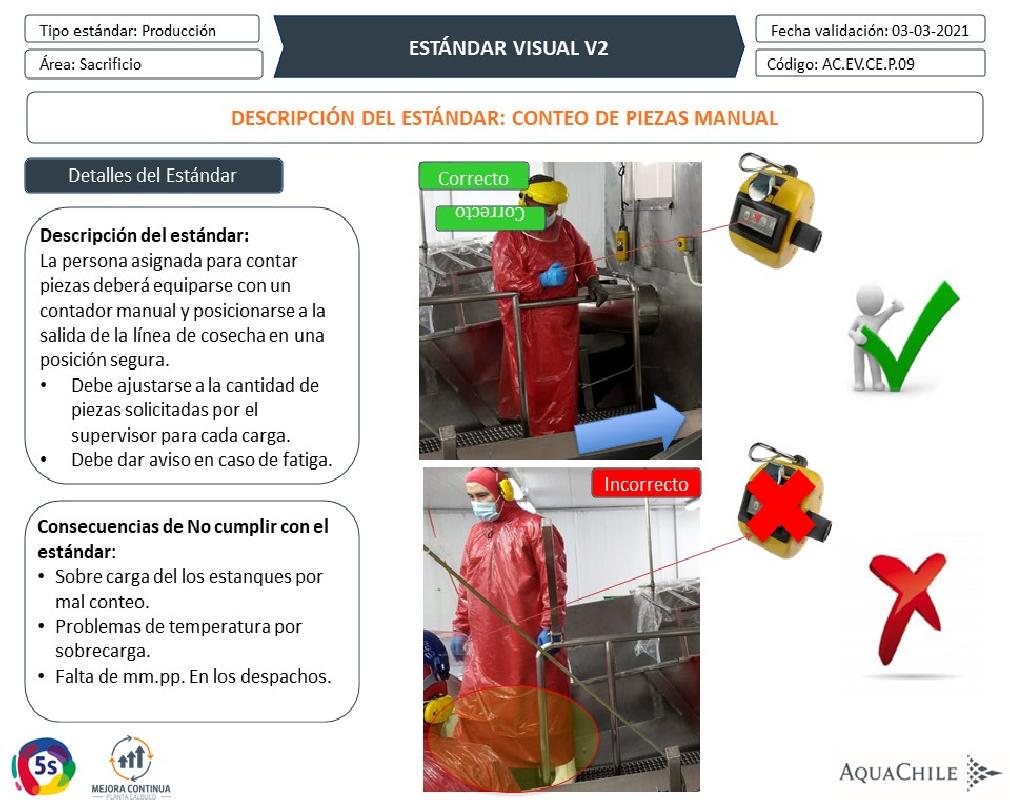 Tipo estándar: Producción
Área: Sacrificio
ESTÁNDAR VISUAL V2
Fecha validación: 03-03-2021
Código: AC.EV.CE.P.09
DESCRIPCIÓN DEL ESTÁNDAR: CONTEO DE PIEZAS MANUAL
Detalles del Estándar
Descripción del estándar:
La persona asignada para contar
piezas deberá equiparse con un
contador manual y posicionarse a la
salida de la línea de cosecha en una
posición segura.
• Debe ajustarse a la cantidad de
piezas solicitadas por el
supervisor para cada carga.
• Debe dar aviso en caso de fatiga.
Consecuencias de No cumplir con el
estándar:
• Sobre carga del los estanques por
mal conteo.
• Problemas de temperatura por
sobrecarga.
• Falta de mm.pp. En los despachos.
Correcto
Correcto
Incorrecto
5s
MEJORA CONTINUA
PLANTA CALBUCO
AQUACHILE